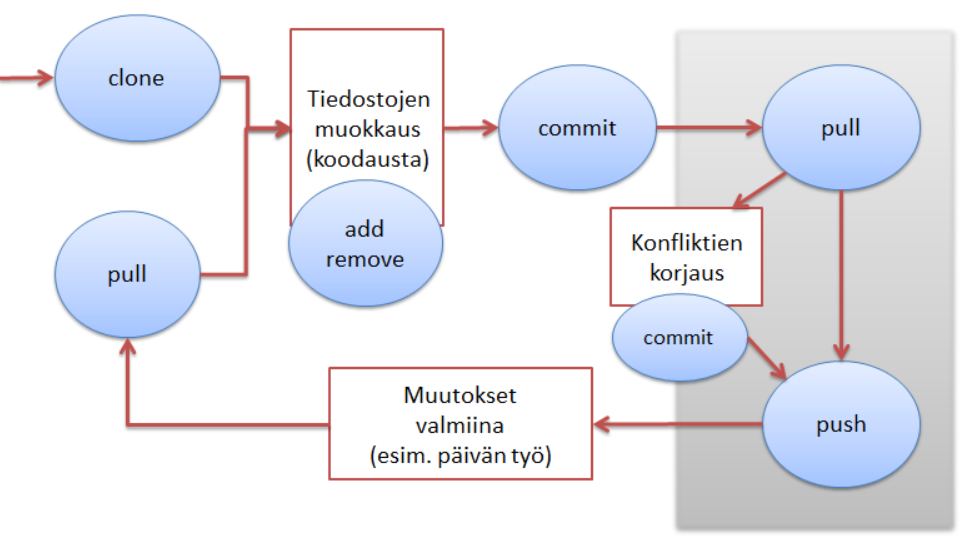 clone
Tiedostojen
muokkaus
(koodausta)
add
remove
commit
pull
Konfliktien
korjaus
commit
push
Muutokset
valmiina
(esim. päivän työ)
pull